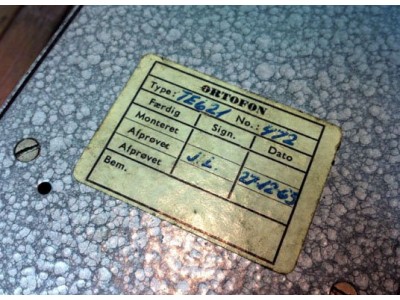 ORTOFON
Type: TE621 No.: 472
Færdig Sign. Dato
Monteret
Afprøvet
Afprøvet J.L. 27-12-63
Bem.